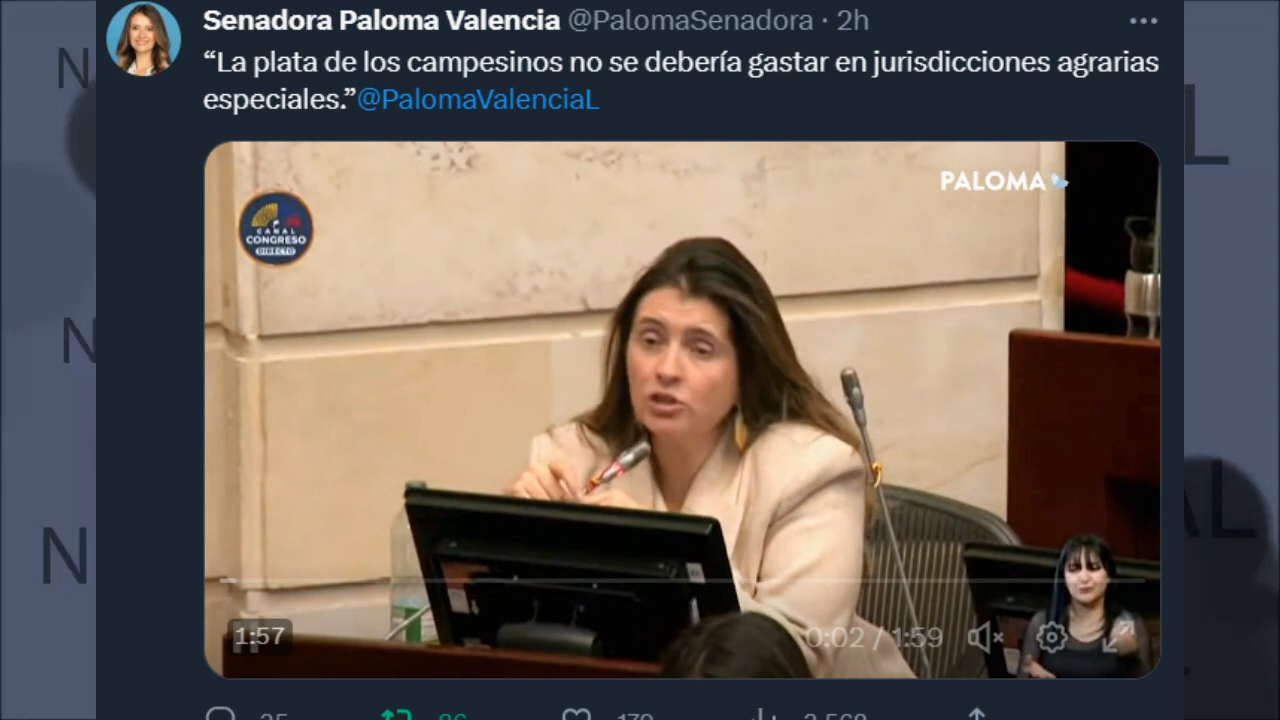 Senadora Paloma Valencia @PalomaSenadora · 2h
“La plata de los campesinos no se debería gastar en jurisdicciones agrarias
especiales.”@PalomaValenciaL
PALOMA
CANAL
CONGRESO
DIRECTO
1:57
0:02 / 1:59